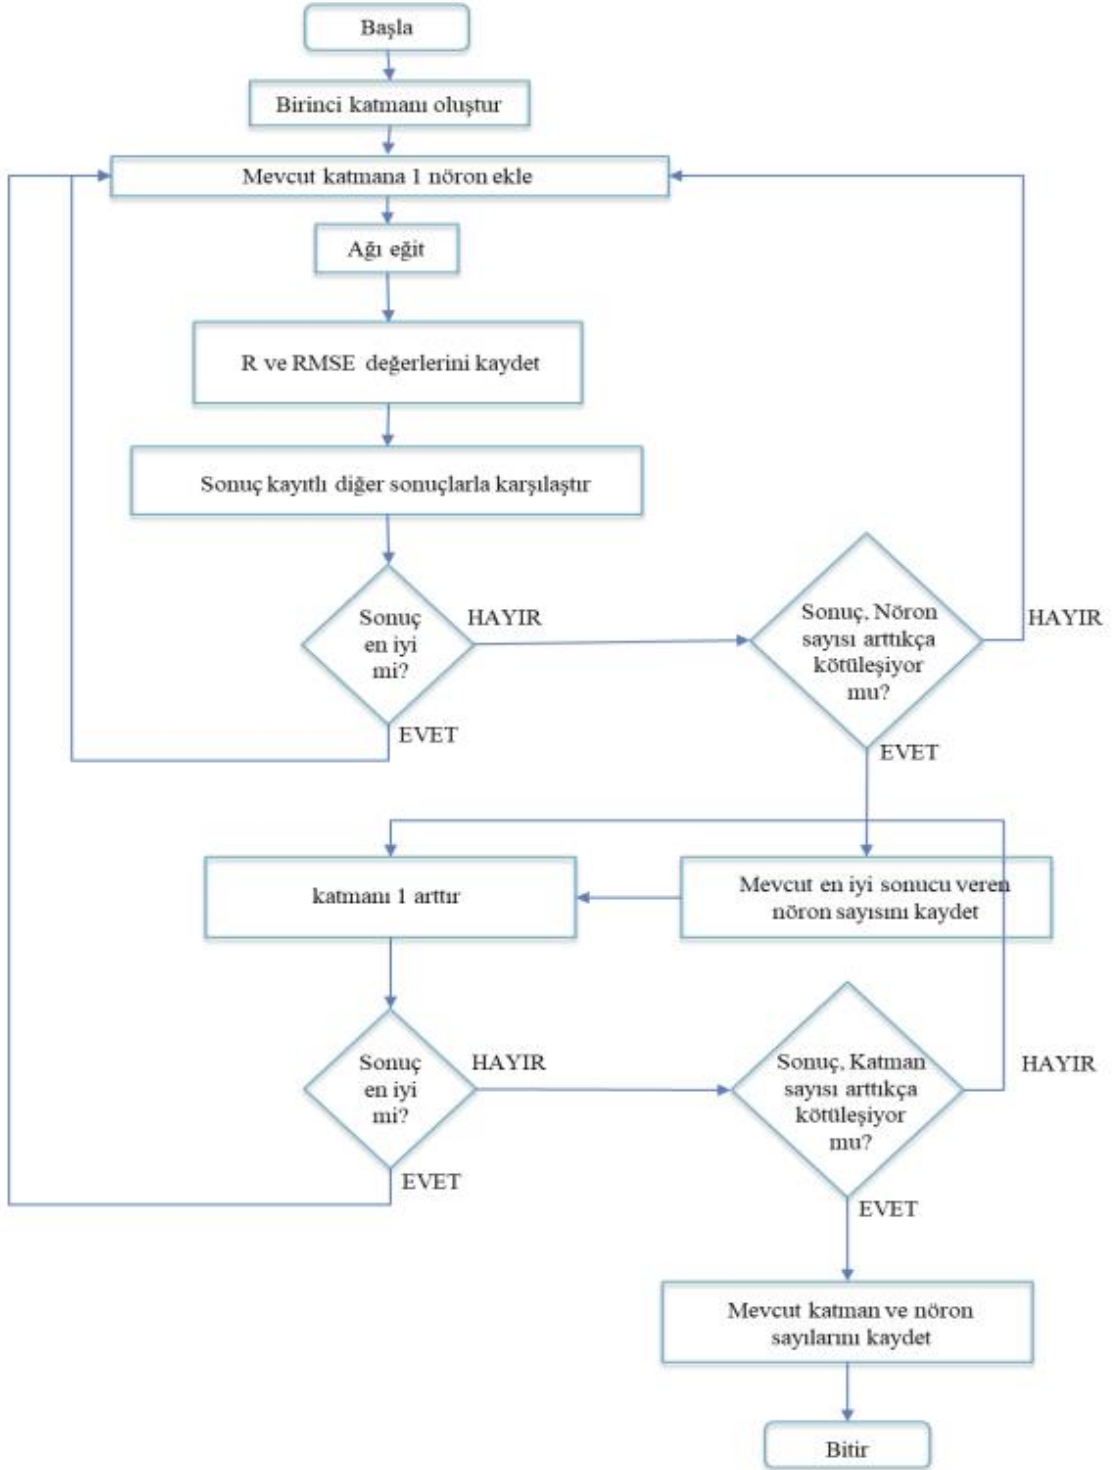 Başla
Birinci katmanı oluştur
Mevcut katmana 1 nöron ekle
Ağı eğit
R ve RMSE değerlerini kaydet
Sonuç kayıtlı diğer sonuçlarla karşılaştır
Sonuç
en iyi
mi?
HAYIR
EVET
Sonuç, Nöron
sayısı arttıkça
kötüleşiyor
mu?
HAYIR
EVET
Mevcut en iyi sonucu veren
nöron sayısını kaydet
katmanı 1 arttır
Sonuç
en iyi
mi?
HAYIR
EVET
Sonuç, Katman
sayısı arttıkça
kötüleşiyor
mu?
HAYIR
EVET
Mevcut katman ve nöron
sayılarını kaydet
Bitir